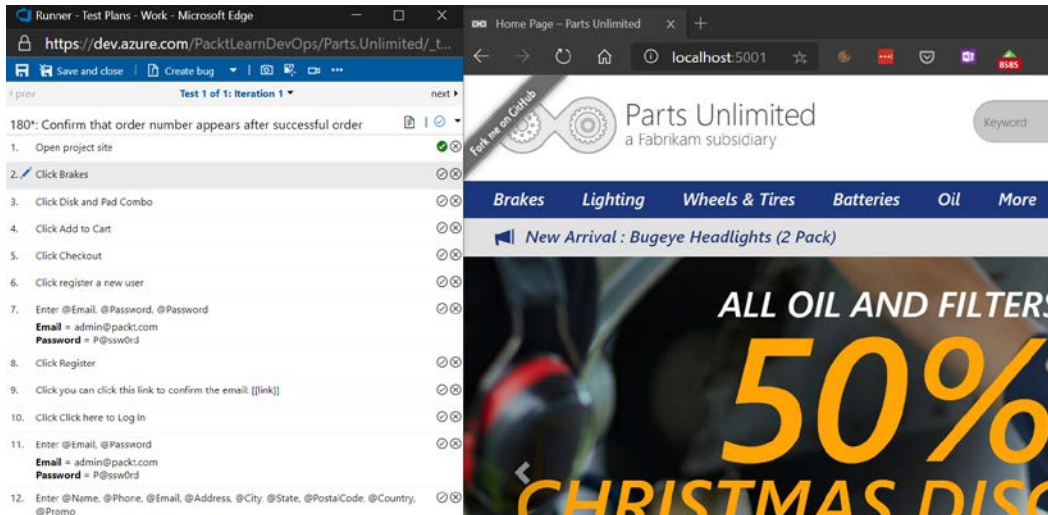 Runner - Test Plans - Work - Microsoft Edge
https://dev.azure.com/PacktLearnDevOps/Parts.Unlimited/_t...
Save and close
Create bug
prev
Test 1 of 1: Iteration 1
next
180*: Confirm that order number appears after successful order
1. Open project site
2. Click Brakes
3. Click Disk and Pad Combo
4. Click Add to Cart
5. Click Checkout
6. Click register a new user
7. Enter @Email, @Password, @Password
Email = admin@packt.com
Password = P@ssw0rd
8. Click Register
9. Click you can click this link to confirm the email: [[link]]
10. Click Click here to Log in
11. Enter @Email, @Password
Email = admin@packt.com
Password = P@ssw0rd
12. Enter @Name, @Phone, @Email, @Address, @City, @State, @PostalCode, @Country,
@Promo
Home Page – Parts Unlimited
localhost:5001
8585
Fork me on GitHub
Parts Unlimited
a Fabrikam subsidiary
Keyword
Brakes Lighting Wheels & Tires Batteries Oil More
New Arrival : Bugeye Headlights (2 Pack)
ALL OIL AND FILTERS
50%
CHRISTMAS DISC